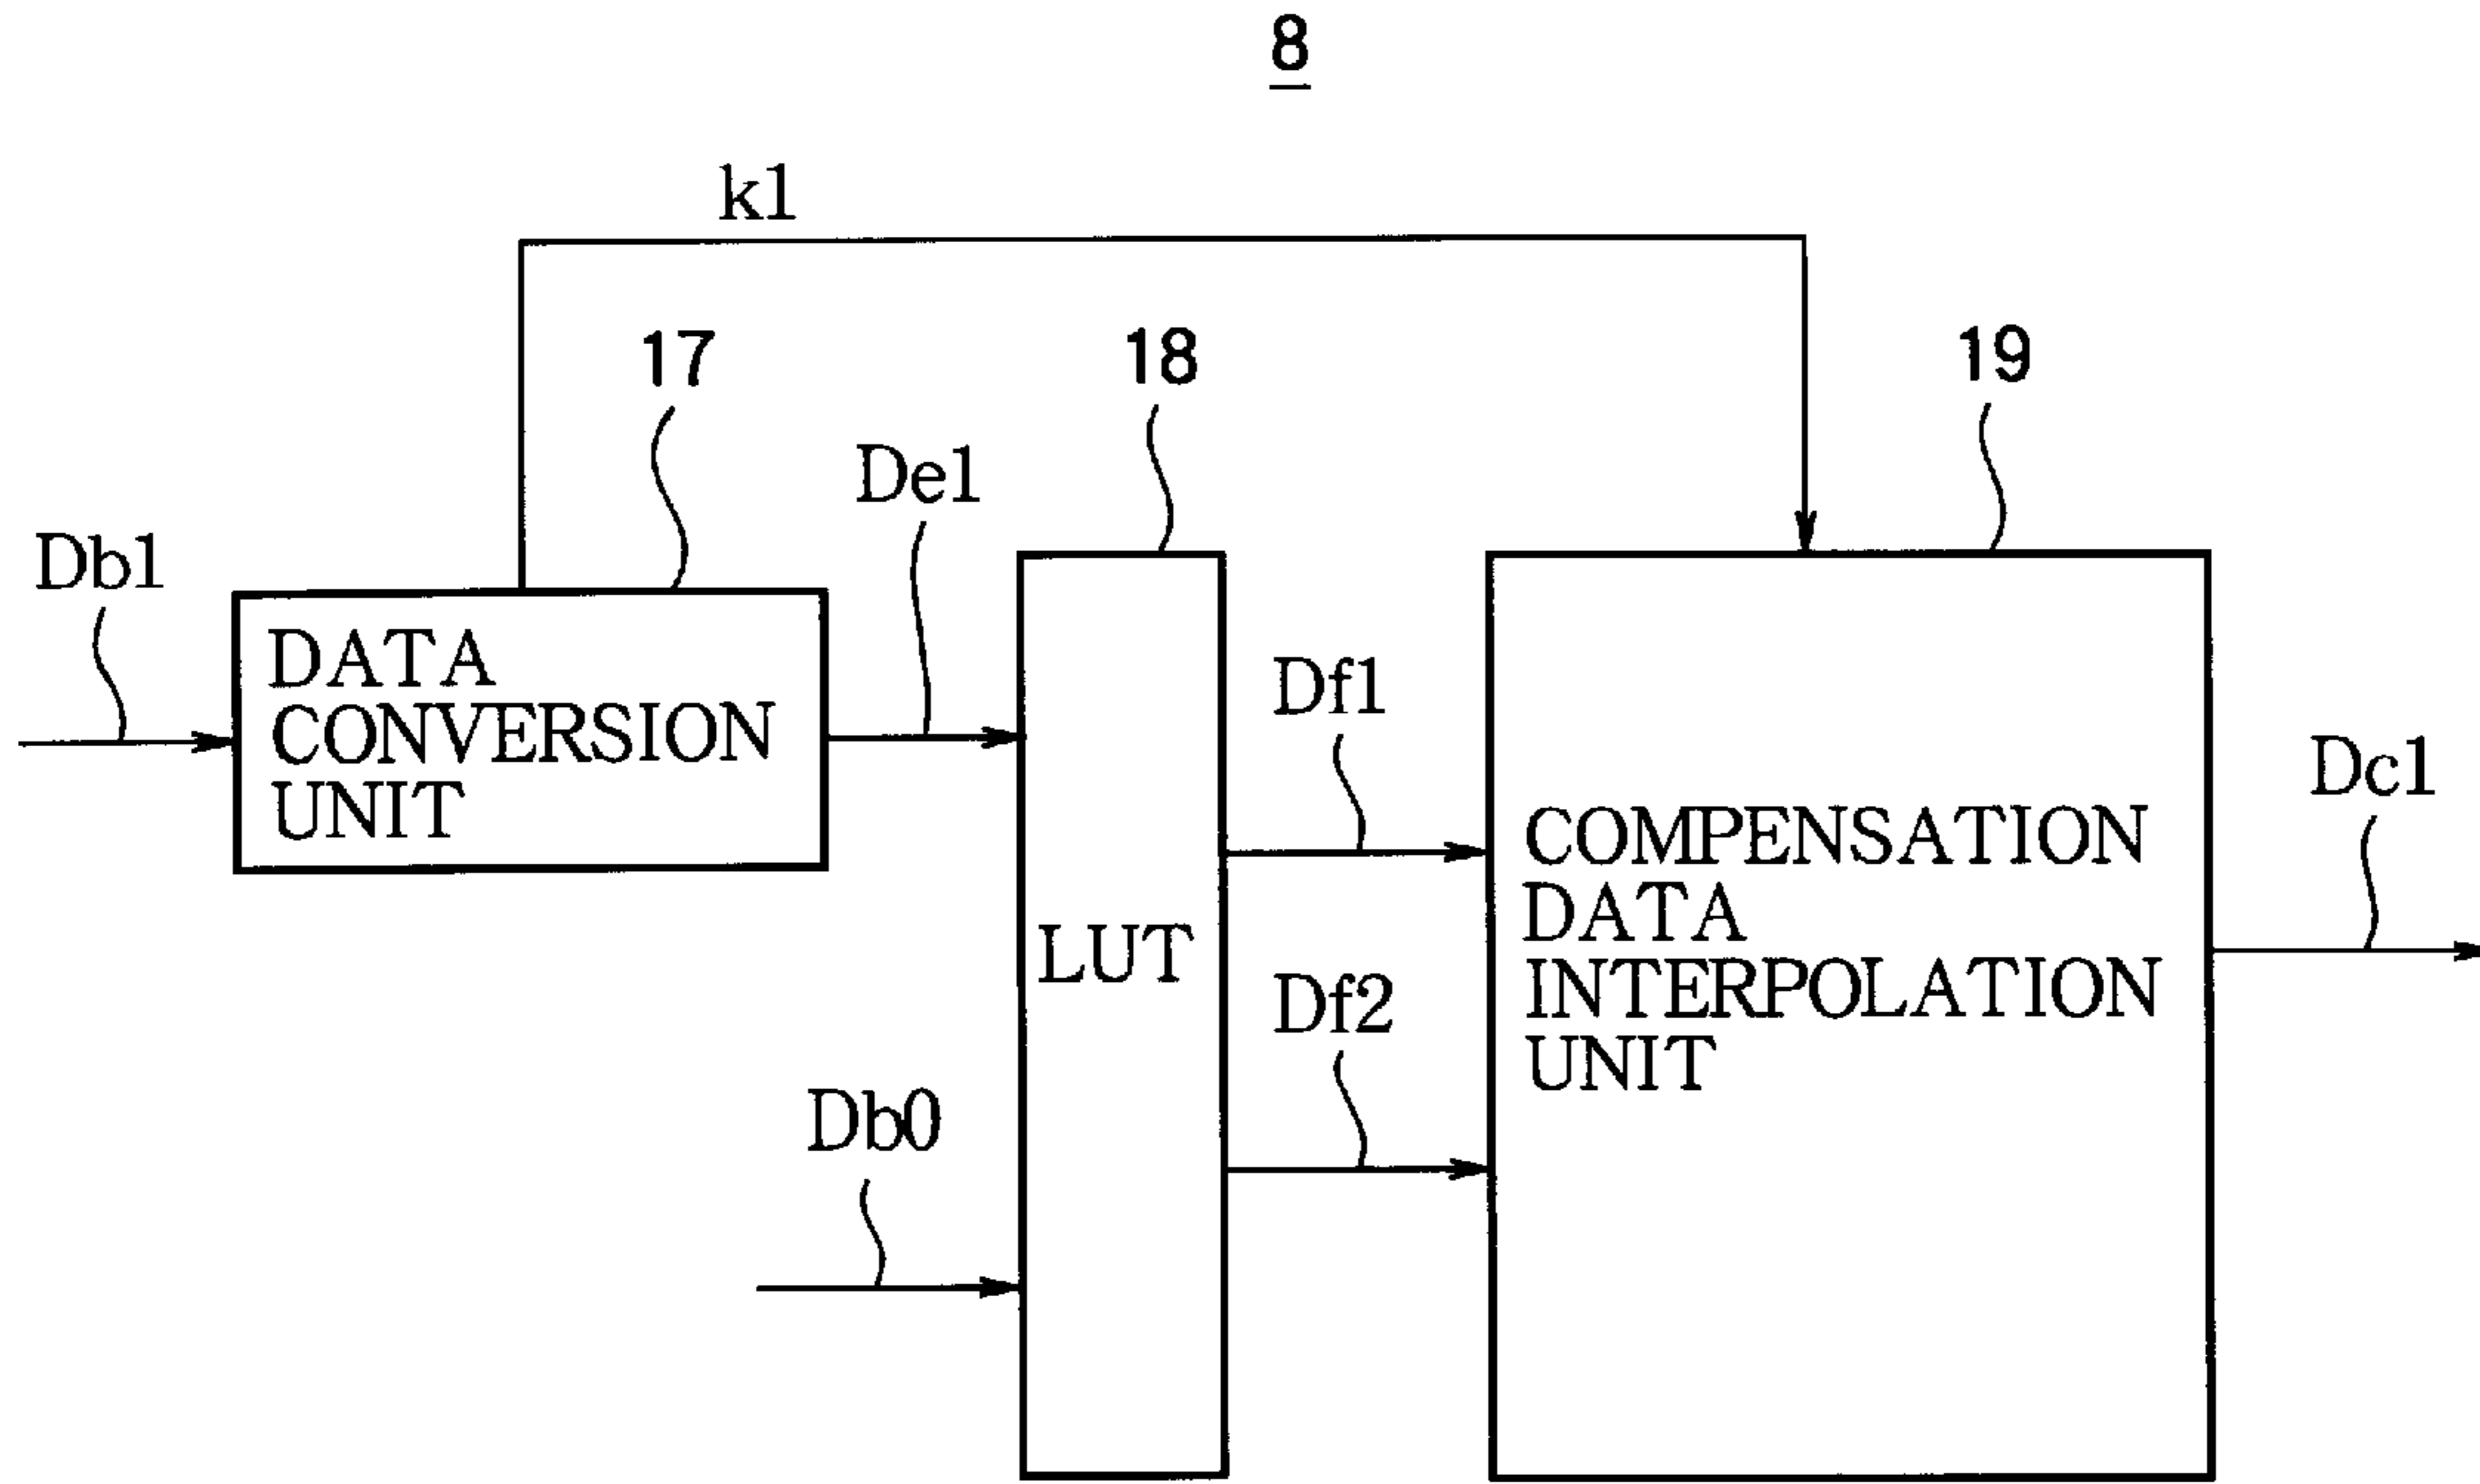 8
k1
17
18
19
De1
Db1
DATA
CONVERSION
UNIT
Df1
Dc1
COMPENSATION
DATA
INTERPOLATION
UNIT
LUT
Df2
Db0